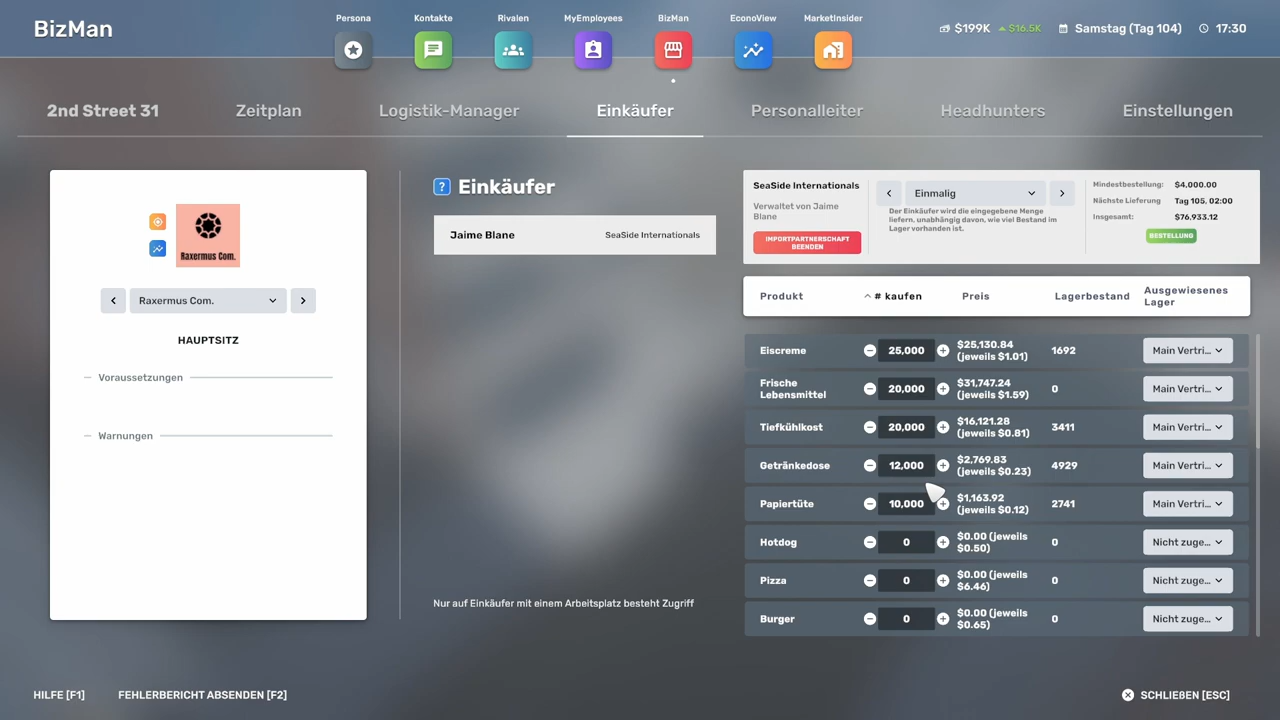 BizMan
Persona
Kontakte
Rivalen
MyEmployees
BizMan
EconoView
MarketInsider
$199K
$16.5K
Samstag (Tag 104)
17:30
2nd Street 31
Zeitplan
Logistik-Manager
Einkäufer
Personalleiter
Headhunters
Einstellungen
Raxermus Com.
Raxermus Com.
HAUPTSITZ
Voraussetzungen
Warnungen
? Einkäufer
Jaime Blane
SeaSide Internationals
Nur auf Einkäufer mit einem Arbeitsplatz besteht Zugriff
SeaSide Internationals
Verwaltet von Jaime
Blane
IMPORTPARTNERSCHAFT
BEENDEN
Einmalig
Der Einkäufer wird die eingegebene Menge
liefern, unabhängig davon, wie viel Bestand im
Lager vorhanden ist.
Mindestbestellung: $4,000.00
Nächste Lieferung Tag 105, 02:00
Insgesamt: $76,933.12
BESTELLUNG
Produkt
# kaufen
Preis
Lagerbestand
Ausgewiesenes
Lager
Eiscreme
25,000
$25,130.84
(jeweils $1.01)
1692
Main Vertri...
Frische
Lebensmittel
20,000
$31,747.24
(jeweils $1.59)
0
Main Vertri...
Tiefkühlkost
20,000
$16,121.28
(jeweils $0.81)
3411
Main Vertri...
Getränkedose
12,000
$2,769.83
(jeweils $0.23)
4929
Main Vertri...
Papiertüte
10,000
$1,163.92
(jeweils $0.12)
2741
Main Vertri...
Hotdog
0
$0.00 (jeweils
$0.50)
0
Nicht zuge...
Pizza
0
$0.00 (jeweils
$6.46)
0
Nicht zuge...
Burger
0
$0.00 (jeweils
$0.65)
0
Nicht zuge...
HILFE [F1]
FEHLERBERICHT ABSENDEN [F2]
SCHLIEßEN [ESC]